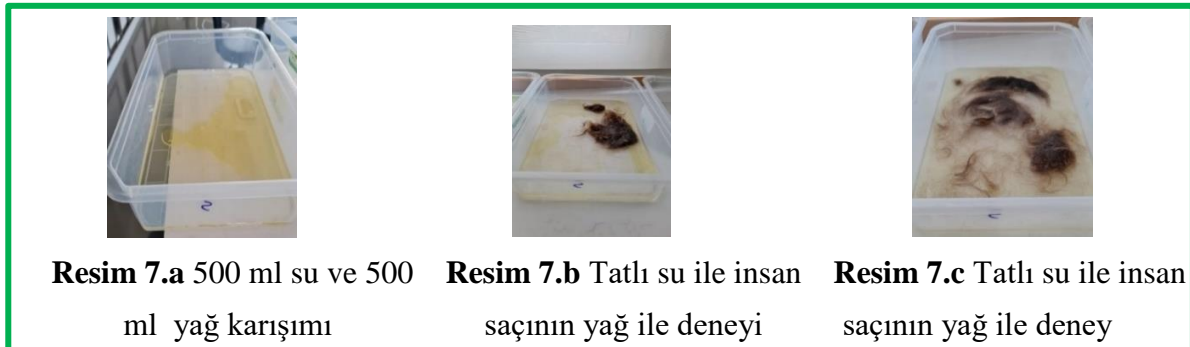 Resim 7.a 500 ml su ve 500
ml yağ karışımı
Resim 7.b Tatlı su ile insan
saçının yağ ile deneyi
Resim 7.c Tatlı su ile insan
saçının yağ ile deney